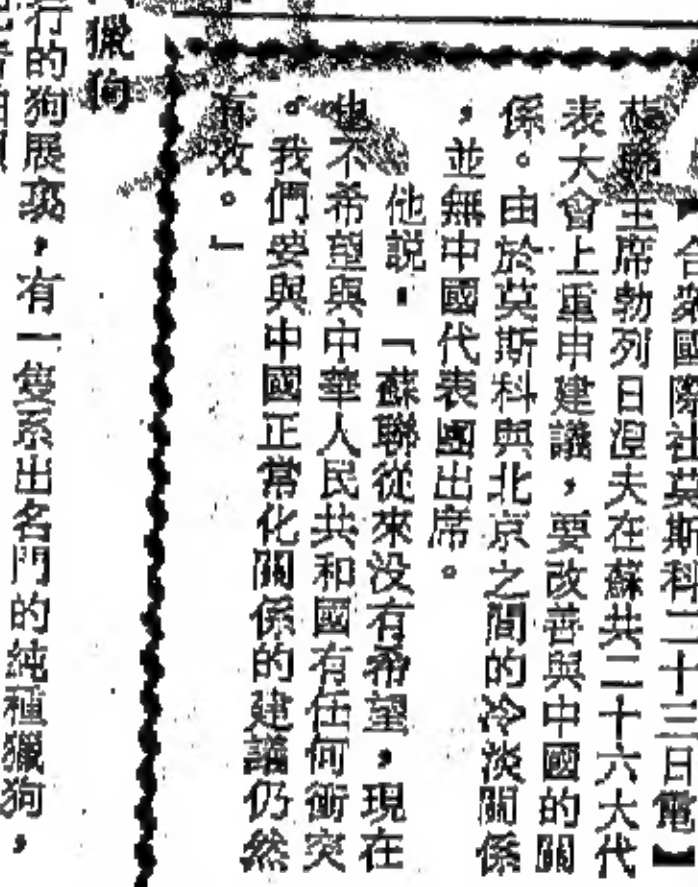 合眾國際社莫斯科二十三日電】
蘇聯主席勃列日湼夫在蘇共二十六大代
表大會上重申建議，要改善與中國的關
係。由於莫斯科與北京之間的冷淡關係
，並無中國代表團出席。
他説：「蘇聯從來没有希望，現在
也不希望與中華人民共和國有任何衝突
。我們要與中國正常化關係的建議仍然
有效。」
獵狗
行的狗展裏，有一隻系出名門的純種獵狗，